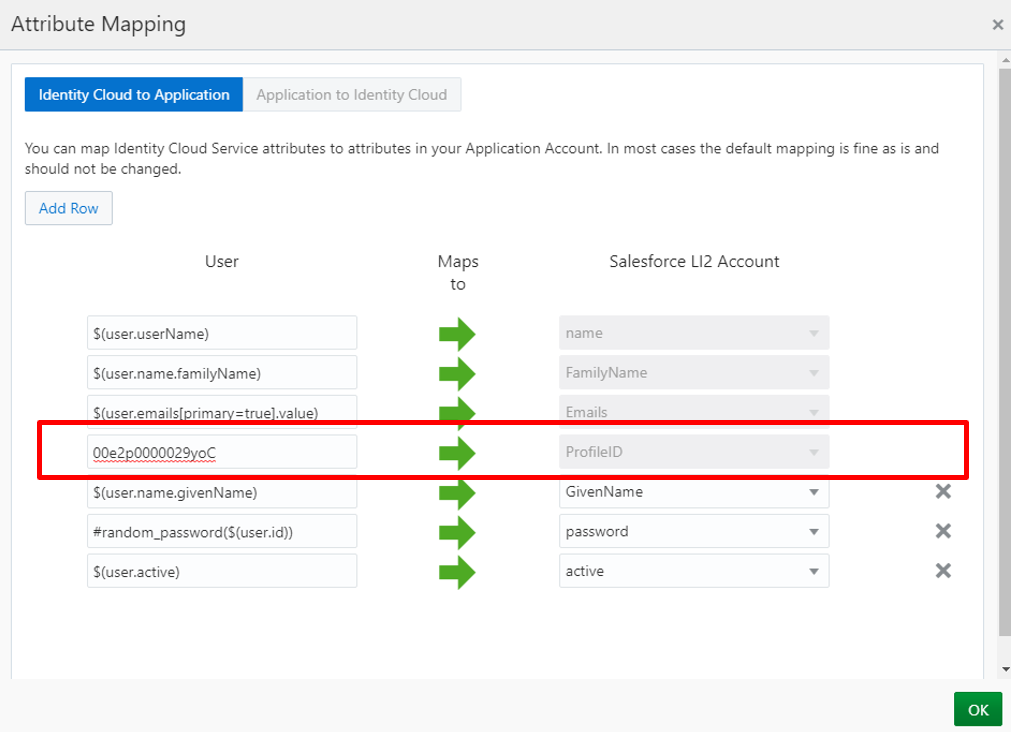 Attribute Mapping
Identity Cloud to Application Application to Identity Cloud
You can map Identity Cloud Service attributes to attributes in your Application Account. In most cases the default mapping is fine as is and
should not be changed.
Add Row
User Maps to Salesforce LI2 Account
$(user.userName) name
$(user.name.familyName) FamilyName
$(user.emails[primary=true].value) Emails
00e2p0000029yoC ProfileID
$(user.name.givenName) GivenName
#random_password($(user.id)) password
$(user.active) active
OK